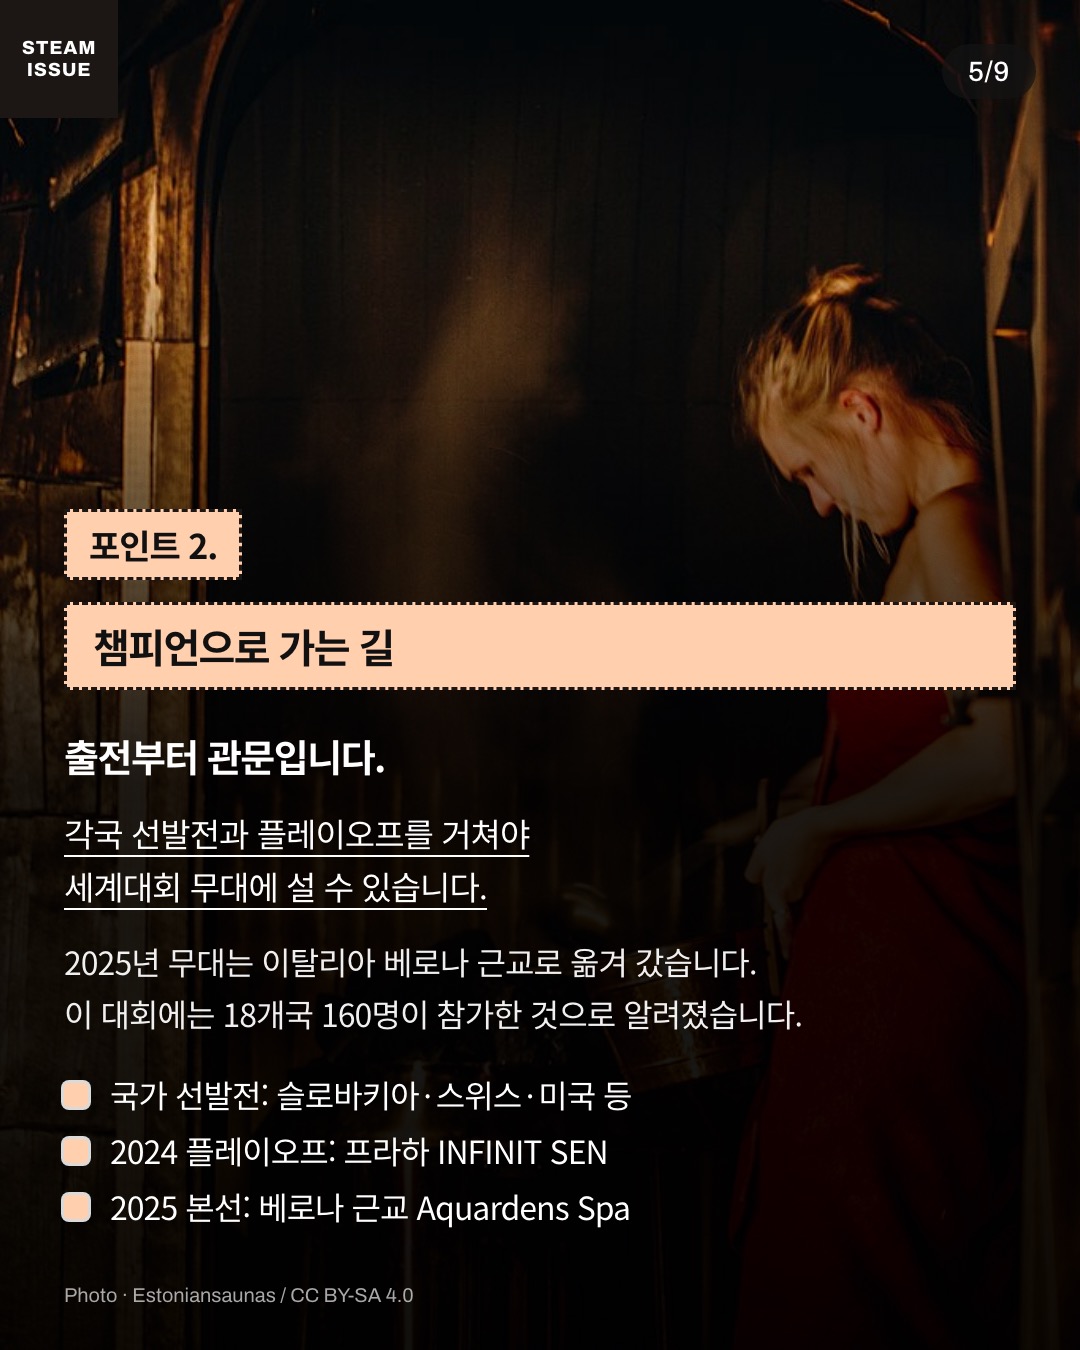 STEAM
ISSUE
5/9
포인트 2.
챔피언으로 가는 길
출전부터 관문입니다.
각국 선발전과 플레이오프를 거쳐야
세계대회 무대에 설 수 있습니다.
2025년 무대는 이탈리아 베로나 근교로 옮겨 갔습니다.
이 대회에는 18개국 160명이 참가한 것으로 알려졌습니다.
국가 선발전: 슬로바키아·스위스·미국 등
2024 플레이오프: 프라하 INFINIT SEN
2025 본선: 베로나 근교 Aquardens Spa
Photo · Estoniansaunas / CC BY-SA 4.0